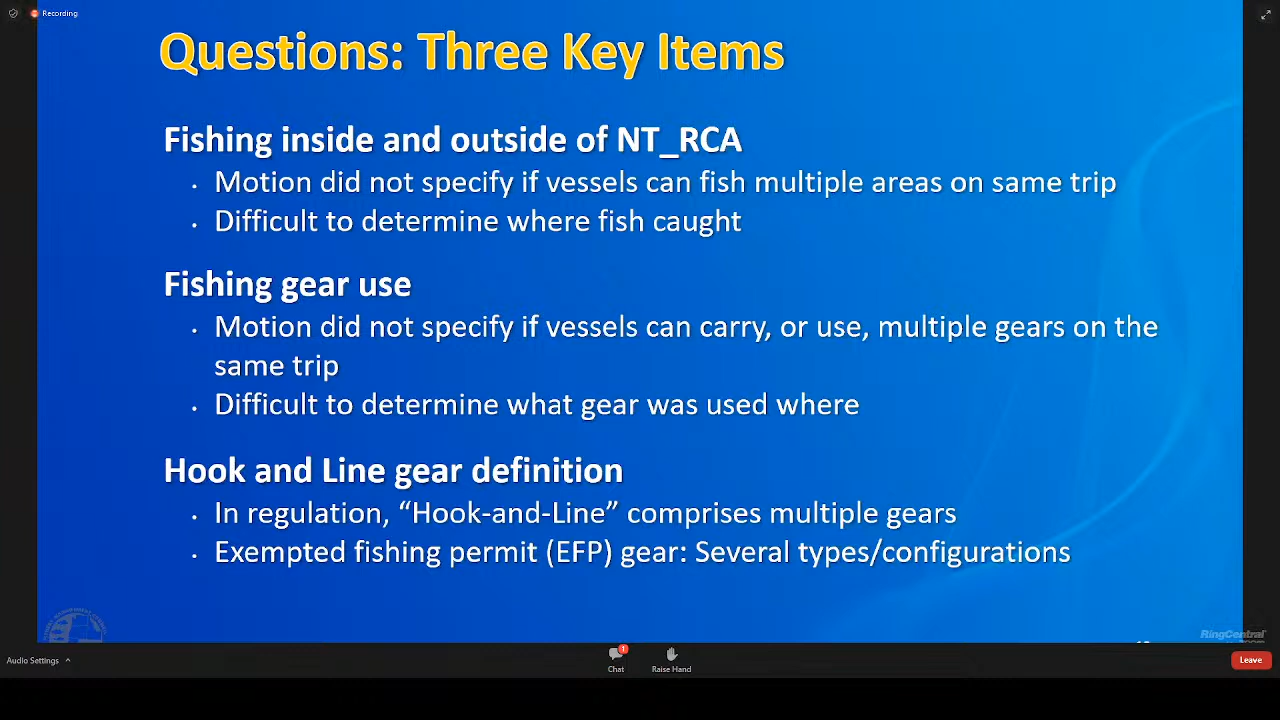 Recording
Questions: Three Key Items
Fishing inside and outside of NT_RCA
• Motion did not specify if vessels can fish multiple areas on same trip
• Difficult to determine where fish caught
Fishing gear use
• Motion did not specify if vessels can carry, or use, multiple gears on the
same trip
• Difficult to determine what gear was used where
Hook and Line gear definition
• In regulation, “Hook-and-Line” comprises multiple gears
• Exempted fishing permit (EFP) gear: Several types/configurations
RingCentral
Audio Settings
1
Chat
Raise Hand
Leave